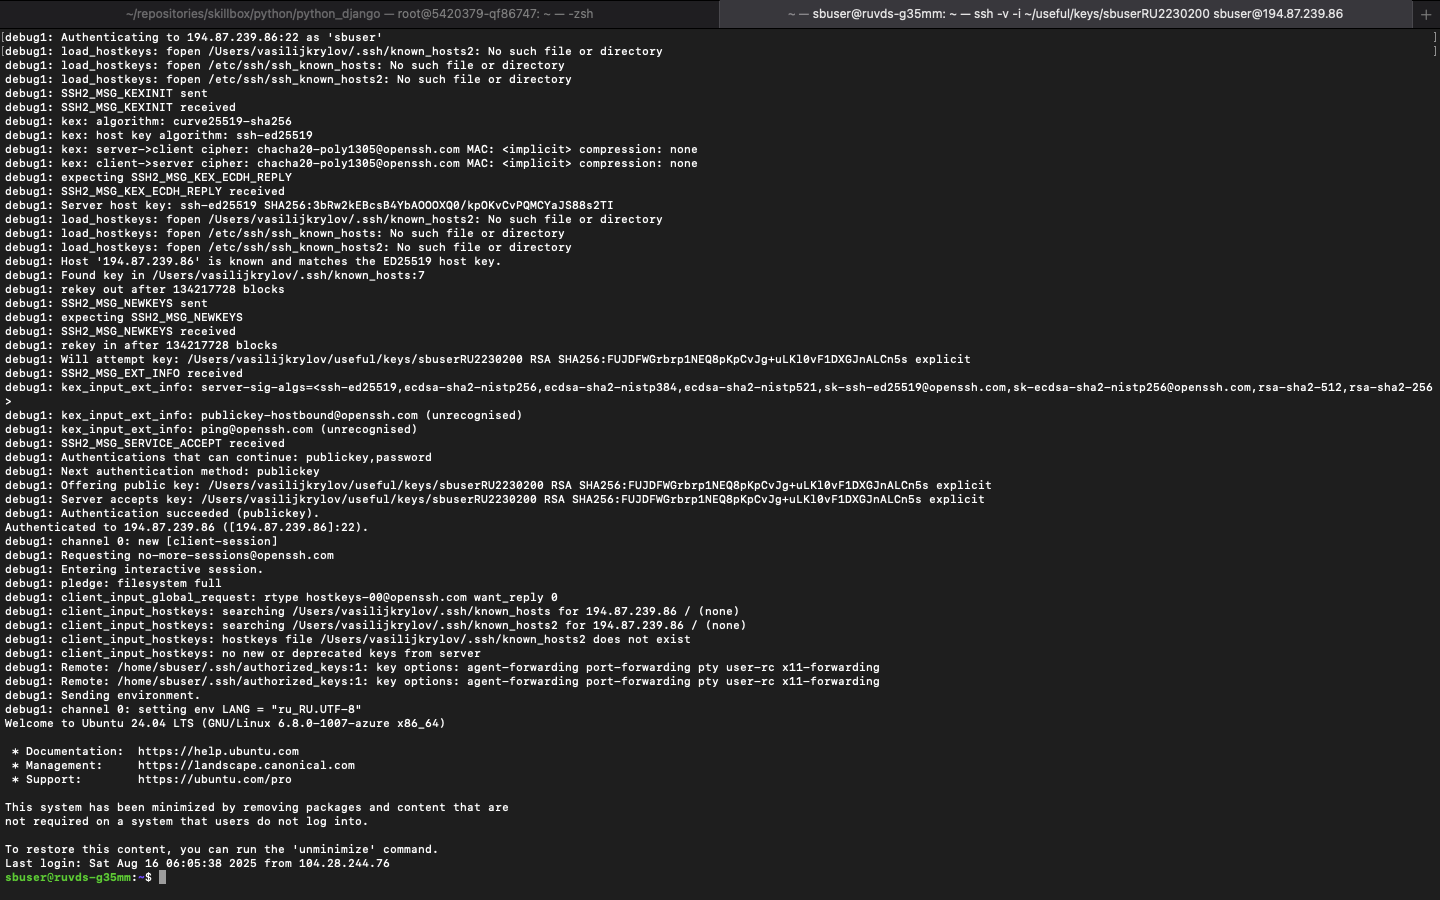 ~/repositories/skillbox/python/python_django — root@5420379-qf86747: ~ — -zsh
~ — sbuser@ruvds-g35mm: ~ — ssh -v -i ~/useful/keys/sbuserRU2230200 sbuser@194.87.239.86
+
[debug1: Authenticating to 194.87.239.86:22 as 'sbuser' ]
[debug1: load_hostkeys: fopen /Users/vasilijkrylov/.ssh/known_hosts2: No such file or directory ]
debug1: load_hostkeys: fopen /etc/ssh/ssh_known_hosts: No such file or directory
debug1: load_hostkeys: fopen /etc/ssh/ssh_known_hosts2: No such file or directory
debug1: SSH2_MSG_KEXINIT sent
debug1: SSH2_MSG_KEXINIT received
debug1: kex: algorithm: curve25519-sha256
debug1: kex: host key algorithm: ssh-ed25519
debug1: kex: server->client cipher: chacha20-poly1305@openssh.com MAC: <implicit> compression: none
debug1: kex: client->server cipher: chacha20-poly1305@openssh.com MAC: <implicit> compression: none
debug1: expecting SSH2_MSG_KEX_ECDH_REPLY
debug1: SSH2_MSG_KEX_ECDH_REPLY received
debug1: Server host key: ssh-ed25519 SHA256:3bRw2kEBcsB4YbAOOOXQ0/kpOKvCvPQMCYaJS88s2TI
debug1: load_hostkeys: fopen /Users/vasilijkrylov/.ssh/known_hosts2: No such file or directory
debug1: load_hostkeys: fopen /etc/ssh/ssh_known_hosts: No such file or directory
debug1: load_hostkeys: fopen /etc/ssh/ssh_known_hosts2: No such file or directory
debug1: Host '194.87.239.86' is known and matches the ED25519 host key.
debug1: Found key in /Users/vasilijkrylov/.ssh/known_hosts:7
debug1: rekey out after 134217728 blocks
debug1: SSH2_MSG_NEWKEYS sent
debug1: expecting SSH2_MSG_NEWKEYS
debug1: SSH2_MSG_NEWKEYS received
debug1: rekey in after 134217728 blocks
debug1: Will attempt key: /Users/vasilijkrylov/useful/keys/sbuserRU2230200 RSA SHA256:FUJDFWGrbrp1NEQ8pKpCvJg+uLKl0vF1DXGJnALCn5s explicit
debug1: SSH2_MSG_EXT_INFO received
debug1: kex_input_ext_info: server-sig-algs=<ssh-ed25519,ecdsa-sha2-nistp256,ecdsa-sha2-nistp384,ecdsa-sha2-nistp521,sk-ssh-ed25519@openssh.com,sk-ecdsa-sha2-nistp256@openssh.com,rsa-sha2-512,rsa-sha2-256
>
debug1: kex_input_ext_info: publickey-hostbound@openssh.com (unrecognised)
debug1: kex_input_ext_info: ping@openssh.com (unrecognised)
debug1: SSH2_MSG_SERVICE_ACCEPT received
debug1: Authentications that can continue: publickey,password
debug1: Next authentication method: publickey
debug1: Offering public key: /Users/vasilijkrylov/useful/keys/sbuserRU2230200 RSA SHA256:FUJDFWGrbrp1NEQ8pKpCvJg+uLKl0vF1DXGJnALCn5s explicit
debug1: Server accepts key: /Users/vasilijkrylov/useful/keys/sbuserRU2230200 RSA SHA256:FUJDFWGrbrp1NEQ8pKpCvJg+uLKl0vF1DXGJnALCn5s explicit
debug1: Authentication succeeded (publickey).
Authenticated to 194.87.239.86 ([194.87.239.86]:22).
debug1: channel 0: new [client-session]
debug1: Requesting no-more-sessions@openssh.com
debug1: Entering interactive session.
debug1: pledge: filesystem full
debug1: client_input_global_request: rtype hostkeys-00@openssh.com want_reply 0
debug1: client_input_hostkeys: searching /Users/vasilijkrylov/.ssh/known_hosts for 194.87.239.86 / (none)
debug1: client_input_hostkeys: searching /Users/vasilijkrylov/.ssh/known_hosts2 for 194.87.239.86 / (none)
debug1: client_input_hostkeys: hostkeys file /Users/vasilijkrylov/.ssh/known_hosts2 does not exist
debug1: client_input_hostkeys: no new or deprecated keys from server
debug1: Remote: /home/sbuser/.ssh/authorized_keys:1: key options: agent-forwarding port-forwarding pty user-rc x11-forwarding
debug1: Remote: /home/sbuser/.ssh/authorized_keys:1: key options: agent-forwarding port-forwarding pty user-rc x11-forwarding
debug1: Sending environment.
debug1: channel 0: setting env LANG = "ru_RU.UTF-8"
Welcome to Ubuntu 24.04 LTS (GNU/Linux 6.8.0-1007-azure x86_64)
* Documentation: https://help.ubuntu.com
* Management: https://landscape.canonical.com
* Support: https://ubuntu.com/pro
This system has been minimized by removing packages and content that are
not required on a system that users do not log into.
To restore this content, you can run the 'unminimize' command.
Last login: Sat Aug 16 06:05:38 2025 from 104.28.244.76
sbuser@ruvds-g35mm:~$